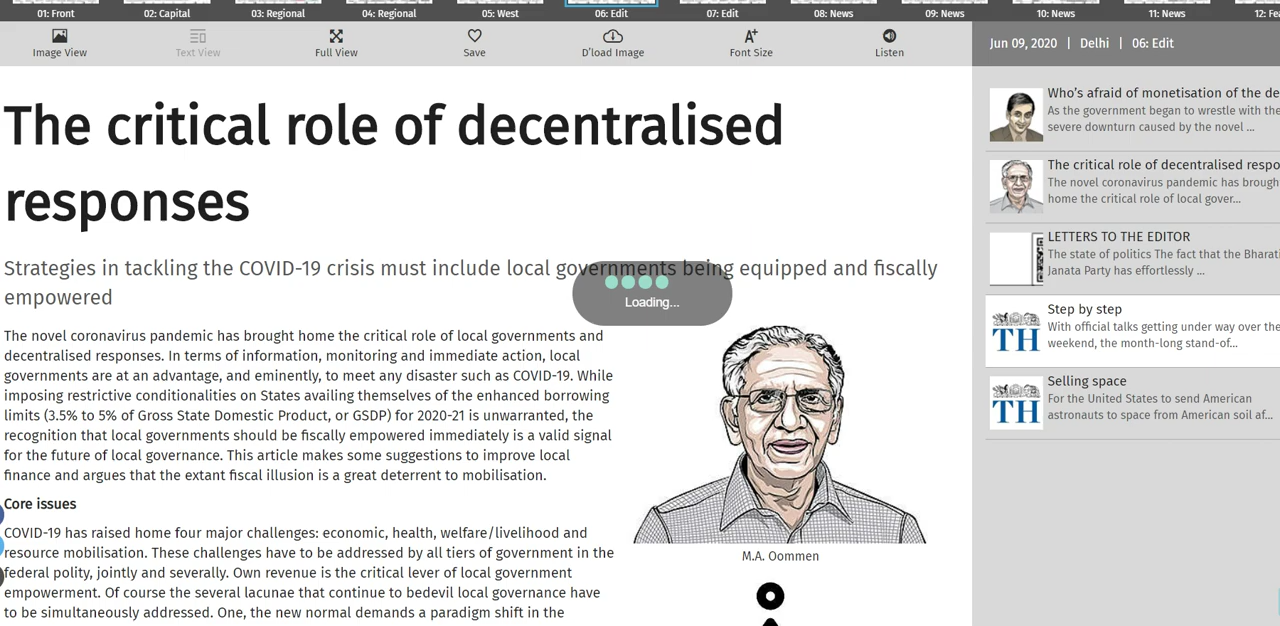 01: Front
02: Capital
03: Regional
04: Regional
05: West
06: Edit
07: Edit
08: News
09: News
10: News
11: News
12: Fea
Image View
Text View
Full View
Save
D'load Image
Font Size
Listen
Jun 09, 2020 | Delhi | 06: Edit
The critical role of decentralised
responses
Strategies in tackling the COVID-19 crisis must include local governments being equipped and fiscally
empowered
Loading...
The novel coronavirus pandemic has brought home the critical role of local governments and
decentralised responses. In terms of information, monitoring and immediate action, local
governments are at an advantage, and eminently, to meet any disaster such as COVID-19. While
imposing restrictive conditionalities on States availing themselves of the enhanced borrowing
limits (3.5% to 5% of Gross State Domestic Product, or GSDP) for 2020-21 is unwarranted, the
recognition that local governments should be fiscally empowered immediately is a valid signal
for the future of local governance. This article makes some suggestions to improve local
finance and argues that the extant fiscal illusion is a great deterrent to mobilisation.
Core issues
COVID-19 has raised home four major challenges: economic, health, welfare/livelihood and
resource mobilisation. These challenges have to be addressed by all tiers of government in the
federal polity, jointly and severally. Own revenue is the critical lever of local government
empowerment. Of course the several lacunae that continue to bedevil local governance have
to be simultaneously addressed. One, the new normal demands a paradigm shift in the
M.A. Oommen
Who's afraid of monetisation of the de
As the government began to wrestle with the
severe downturn caused by the novel ...
The critical role of decentralised respo
The novel coronavirus pandemic has brough
home the critical role of local gover...
LETTERS TO THE EDITOR
The state of politics The fact that the Bharati
Janata Party has effortlessly ...
TH
Step by step
With official talks getting under way over the
weekend, the month-long stand-of...
TH
Selling space
For the United States to send American
astronauts to space from American soil af...